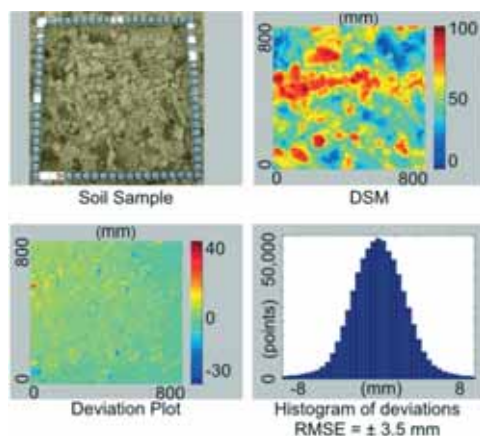 Soil Sample
(mm)
800
0
0
800
100
50
0
DSM
(mm)
800
0
0
800
40
0
-30
Deviation Plot
50,000
(points)
0
-8
(mm)
8
Histogram of deviations
RMSE = ± 3.5 mm